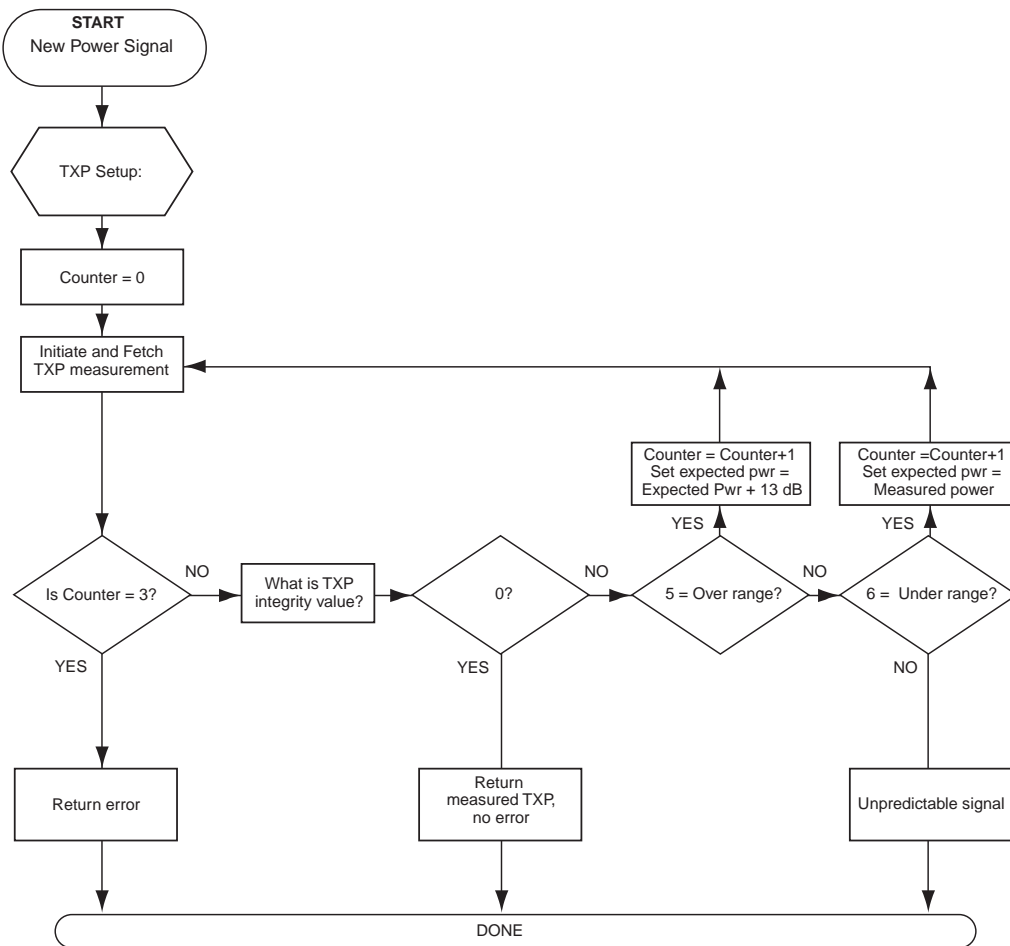 START
New Power Signal
TXP Setup:
Counter = 0
Initiate and Fetch
TXP measurement
Counter = Counter+1
Set expected pwr =
Expected Pwr + 13 dB
Counter =Counter+1
Set expected pwr =
Measured power
YES
YES
Is Counter = 3?
NO
What is TXP
integrity value?
0?
NO
5 = Over range?
NO
6 = Under range?
YES
YES
NO
Return error
Return
measured TXP,
no error
Unpredictable signal
DONE